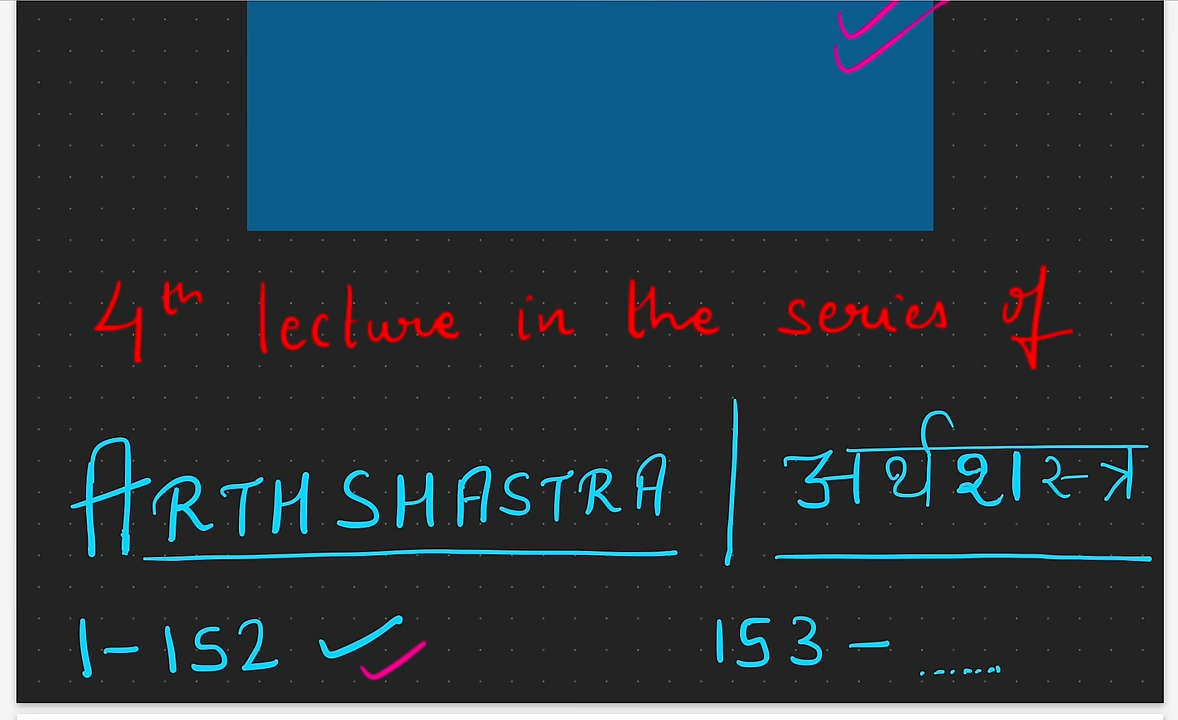 4th lecture in the series of
ARTHSHASTRA | अर्थशास्त्र
1-152 ✓ 153 - ......